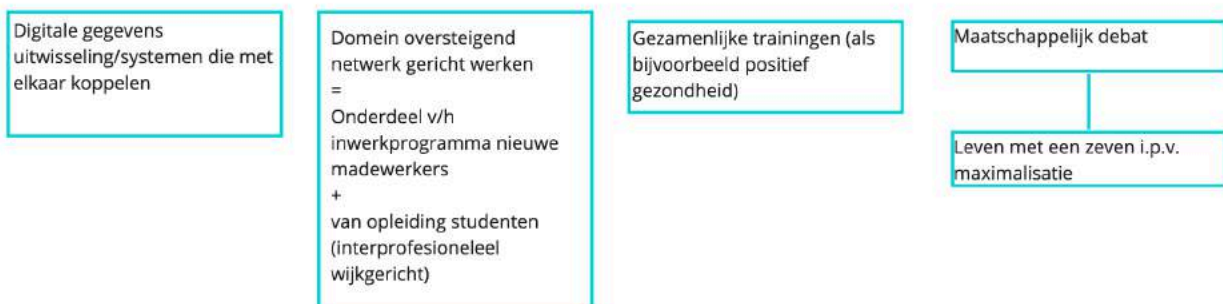 Digitale gegevens
uitwisseling/systemen die met
elkaar koppelen
Domein oversteigend
netwerk gericht werken
=
Onderdeel v/h
inwerkprogramma nieuwe
madewerkers
+
van opleiding studenten
(interprofesioneleel
wijkgericht)
Gezamenlijke trainingen (als
bijvoorbeeld positief
gezondheid)
Maatschappelijk debat
Leven met een zeven i.p.v.
maximalisatie